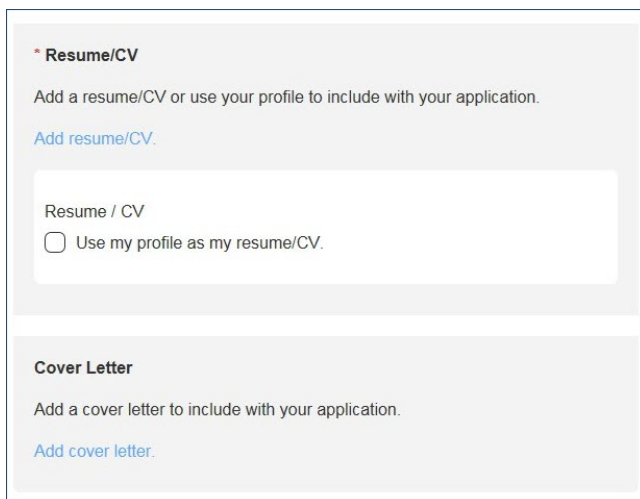 * Resume/CV
Add a resume/CV or use your profile to include with your application.
Add resume/CV.
Resume / CV
Use my profile as my resume/CV.
Cover Letter
Add a cover letter to include with your application.
Add cover letter.